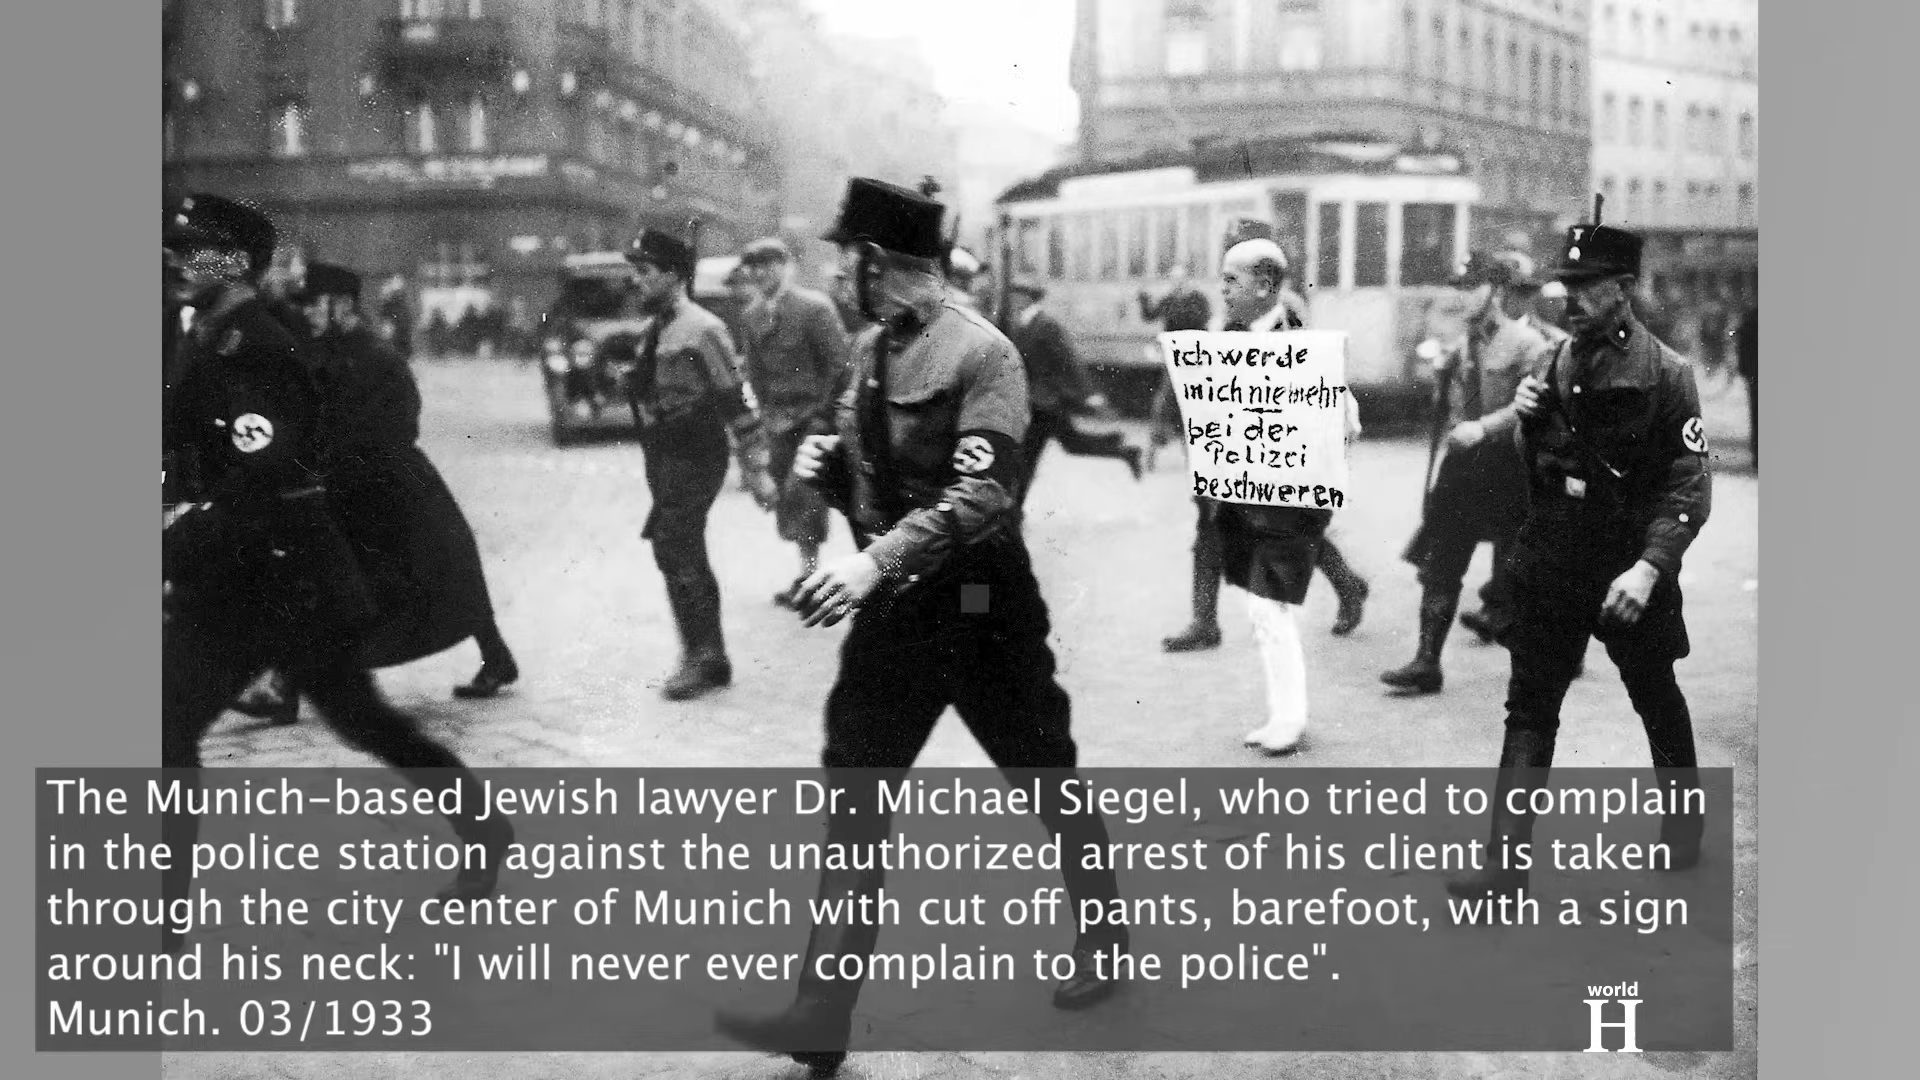 ich werde
mich nie mehr
bei der
Polizei
beschweren
The Munich-based Jewish lawyer Dr. Michael Siegel, who tried to complain
in the police station against the unauthorized arrest of his client is taken
through the city center of Munich with cut off pants, barefoot, with a sign
around his neck: "I will never ever complain to the police".
Munich. 03/1933
world
H